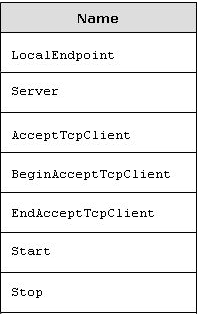 Name
LocalEndpoint
Server
AcceptTcpClient
BeginAcceptTcpClient
EndAcceptTcpClient
Start
Stop